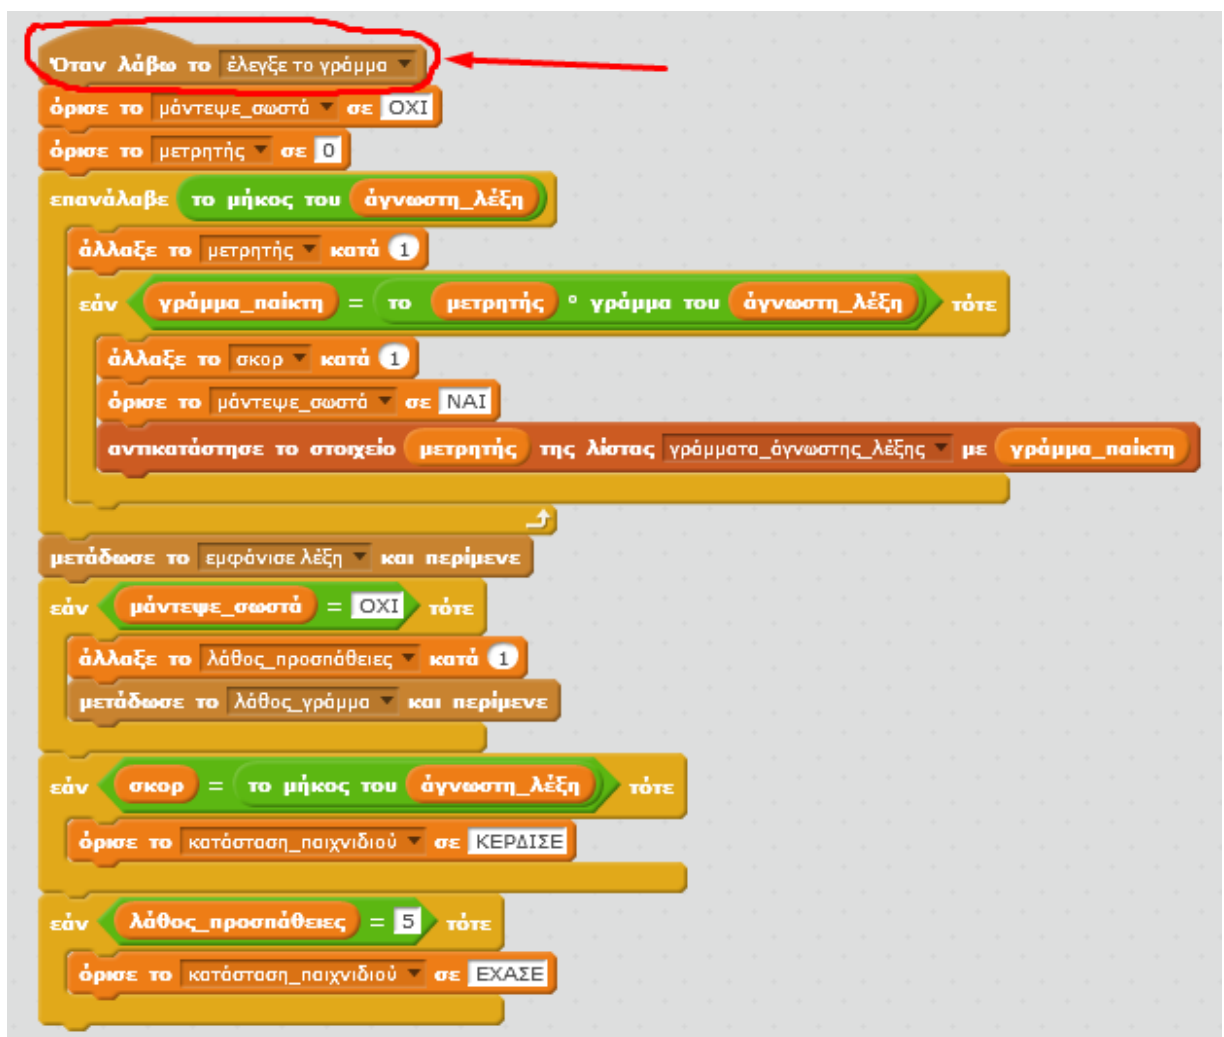 Όταν λάβω το έλεγξε το γράμμα
όρισε το μάντεψε_σωστά σε ΟΧΙ
όρισε το μετρητής σε 0
επανάλαβε το μήκος του άγνωστη_λέξη
άλλαξε το μετρητής κατά 1
εάν γράμμα_παίκτη = το μετρητής ° γράμμα του άγνωστη_λέξη τότε
άλλαξε το σκορ κατά 1
όρισε το μάντεψε_σωστά σε ΝΑΙ
αντικατάστησε το στοιχείο μετρητής της λίστας γράμματα_άγνωστης_λέξης με γράμμα_παίκτη
μετάδωσε το εμφάνισε λέξη και περίμενε
εάν μάντεψε_σωστά = ΟΧΙ τότε
άλλαξε το λάθος_προσπάθειες κατά 1
μετάδωσε το λάθος_γράμμα και περίμενε
εάν σκορ = το μήκος του άγνωστη_λέξη τότε
όρισε το κατάσταση_παιχνιδιού σε ΚΕΡΔΙΣΕ
εάν λάθος_προσπάθειες = 5 τότε
όρισε το κατάσταση_παιχνιδιού σε ΕΧΑΣΕ